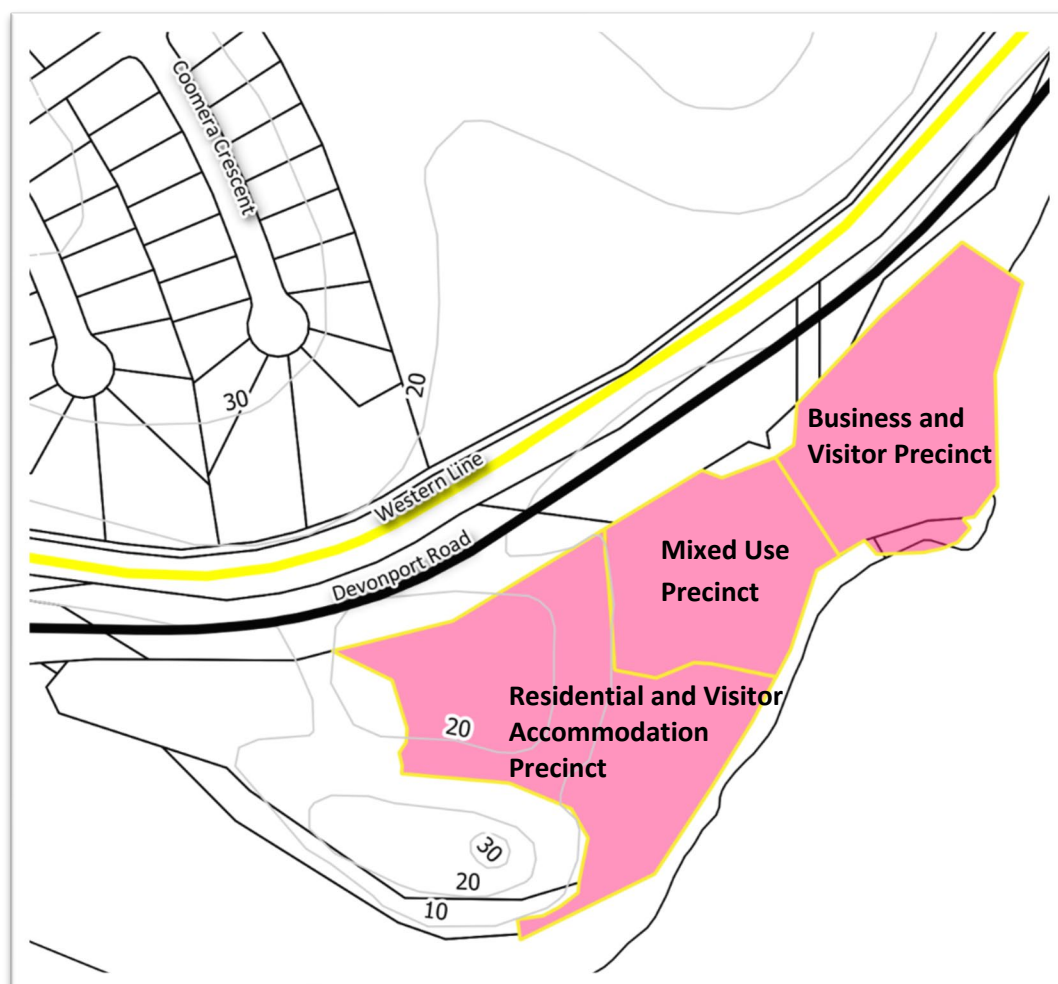 Coomera Crescent
30
20
Western Line
Devonport Road
Business and
Visitor Precinct
Mixed Use
Precinct
Residential and Visitor
Accommodation
Precinct
20
30
20
10